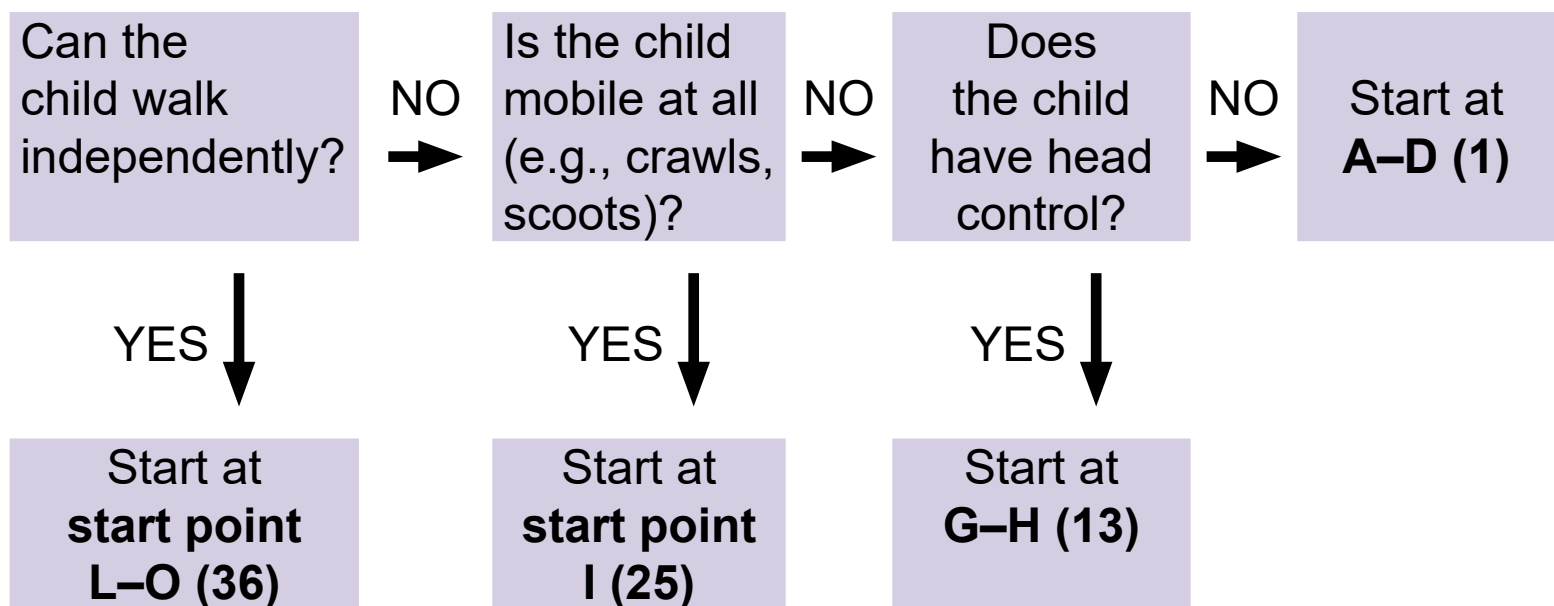 Can the
child walk
independently?
NO
Is the child
mobile at all
(e.g., crawls,
scoots)?
NO
Does
the child
have head
control?
NO
Start at
A–D (1)
YES
YES
YES
Start at
start point
L–O (36)
Start at
start point
I (25)
Start at
G–H (13)